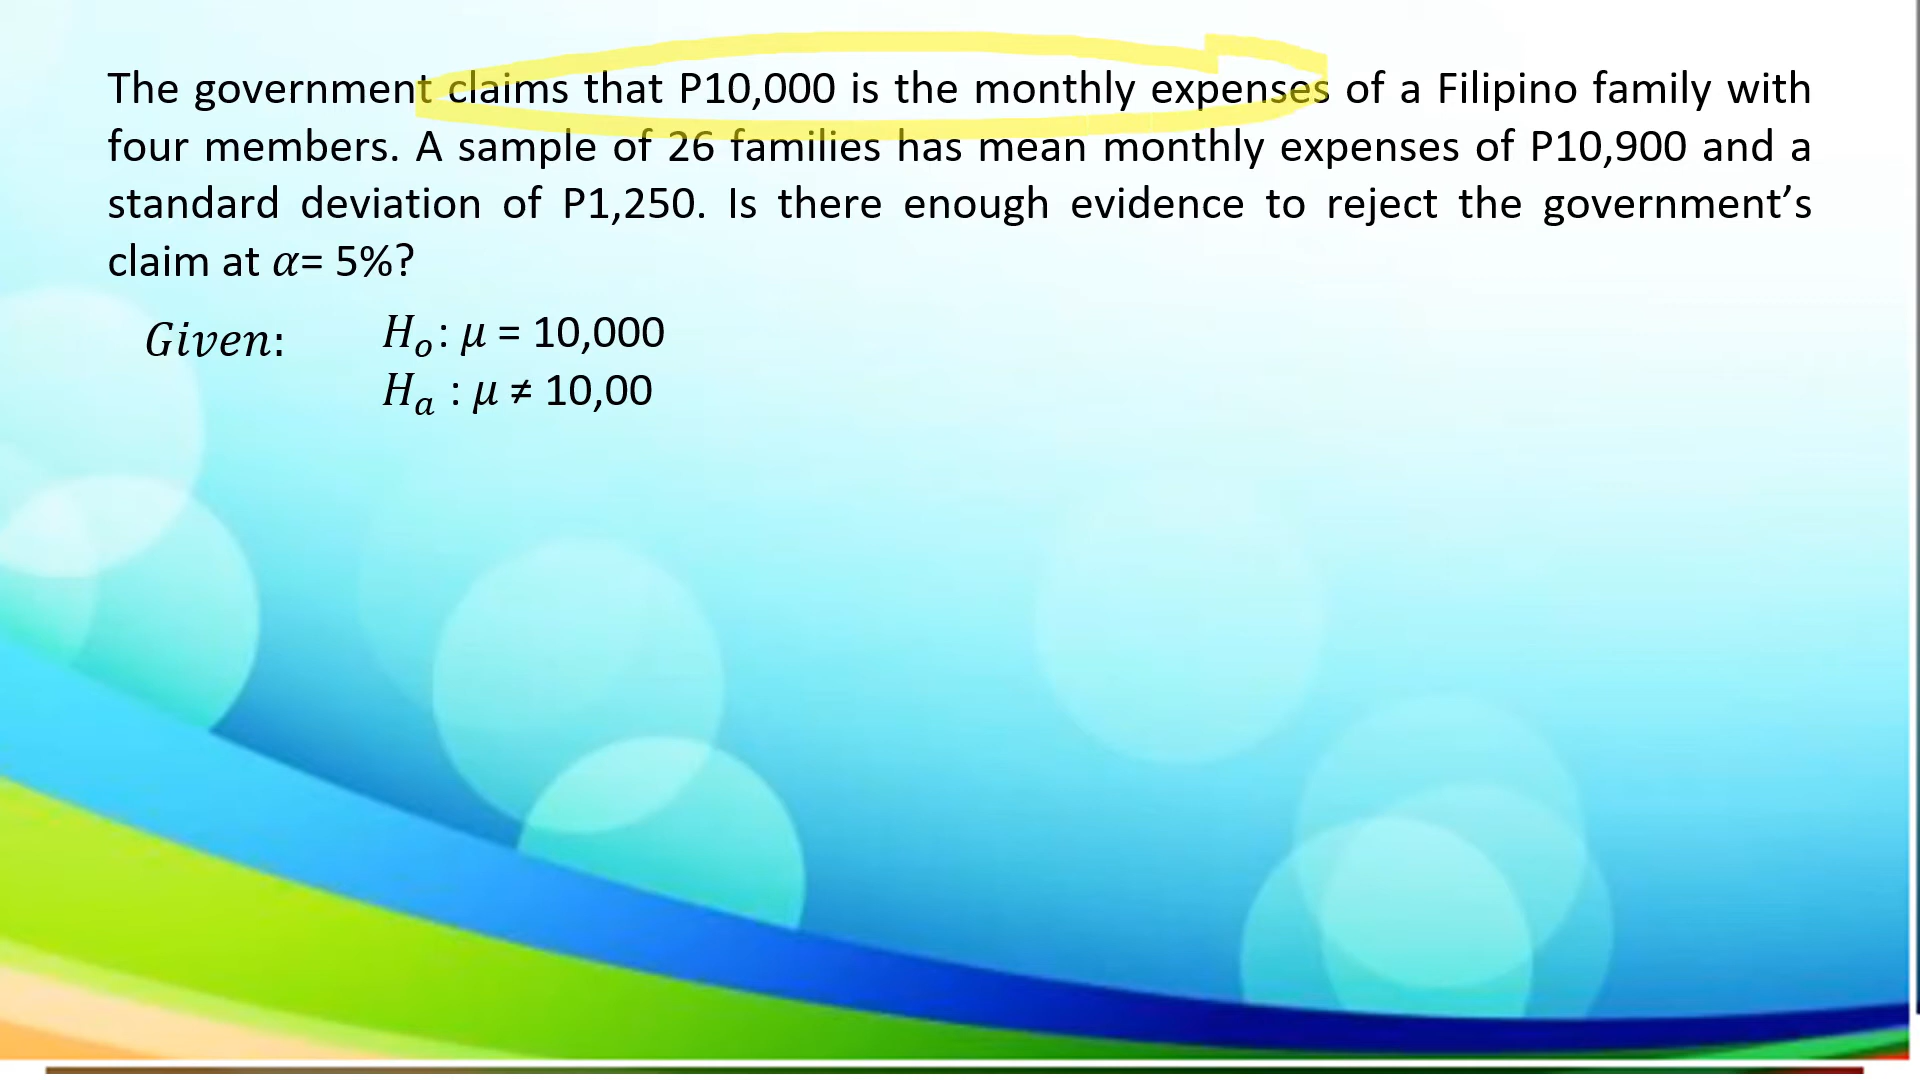 The government claims that P10,000 is the monthly expenses of a Filipino family with
four members. A sample of 26 families has mean monthly expenses of P10,900 and a
standard deviation of P1,250. Is there enough evidence to reject the government’s
claim at α= 5%?
Given:
Hₒ: μ = 10,000
Hₐ : μ ≠ 10,00